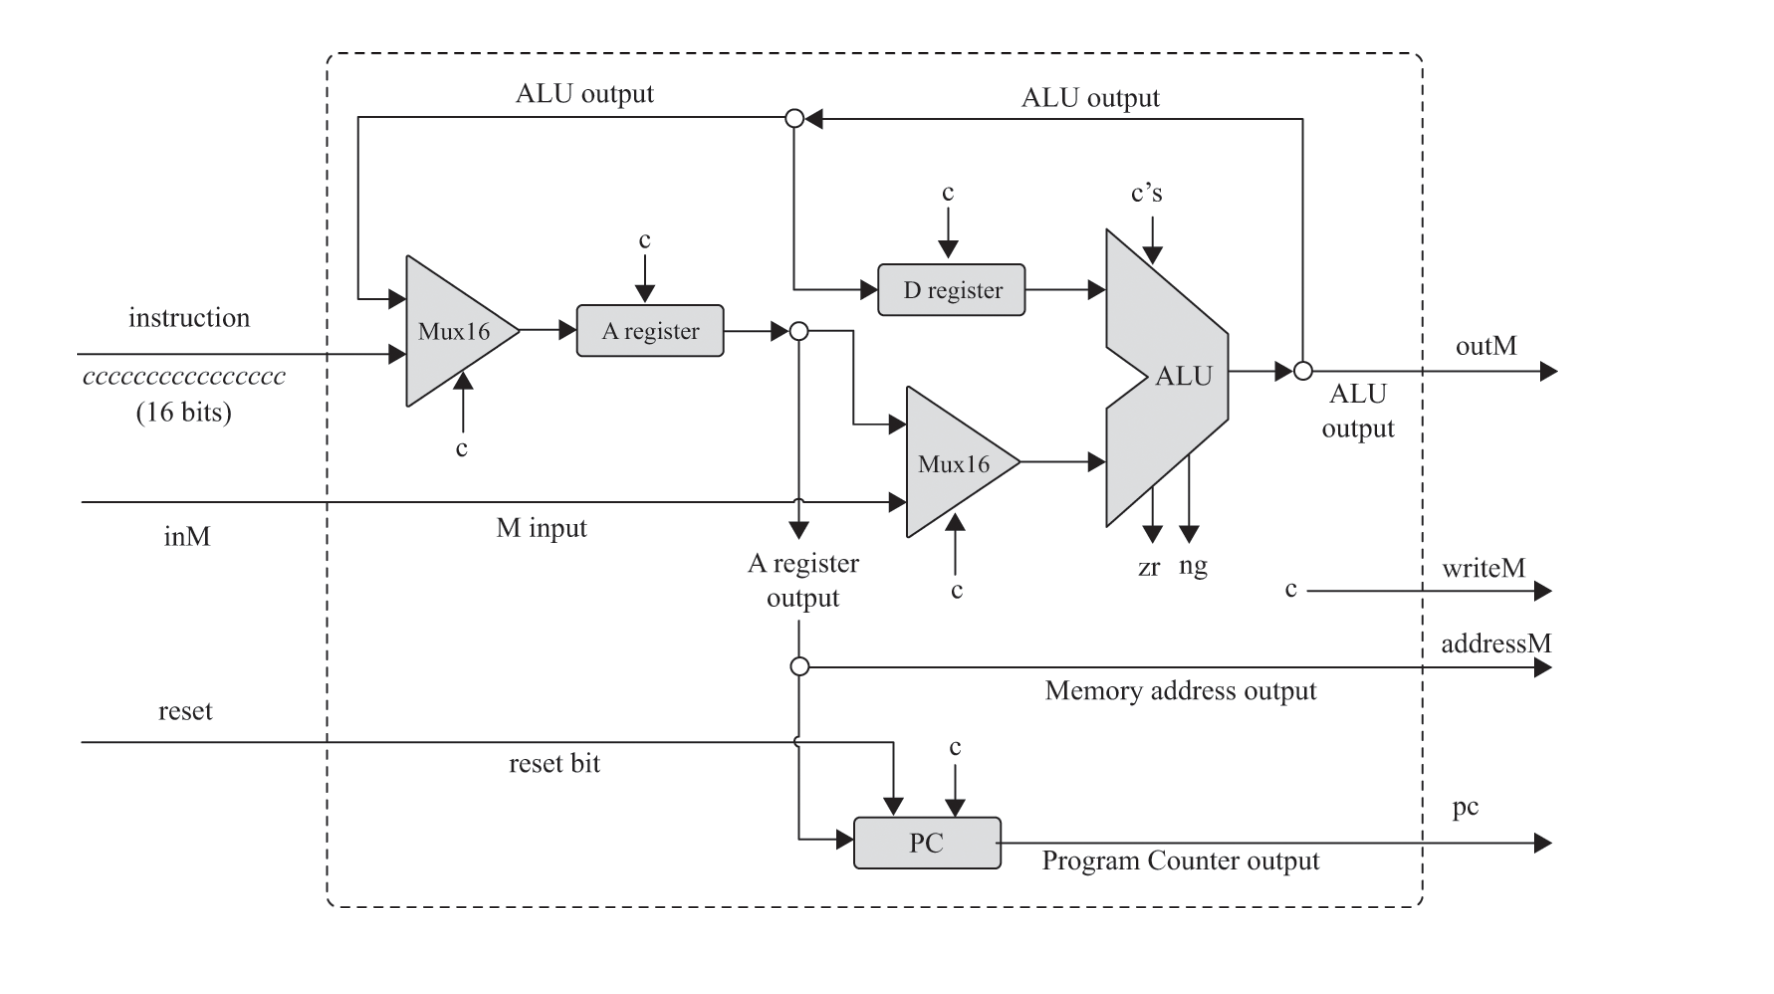 ALU output
ALU output
c
c's
c
instruction
Mux16
A register
D register
cccccccccccccccc
(16 bits)
c
ALU
outM
ALU
output
Mux16
inM
M input
A register
output
c
zr
ng
c
writeM
addressM
Memory address output
reset
reset bit
c
pc
PC
Program Counter output